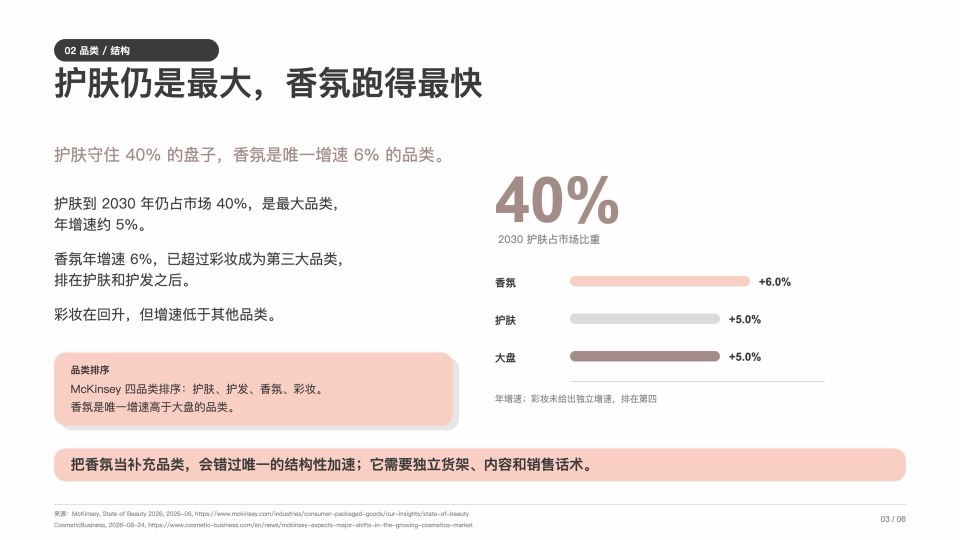 02 品类 / 结构
护肤仍是最大，香氛跑得最快
护肤守住 40% 的盘子，香氛是唯一增速 6% 的品类。
护肤到 2030 年仍占市场 40%，是最大品类，
年增速约 5%。
香氛年增速 6%，已超过彩妆成为第三大品类，
排在护肤和护发之后。
彩妆在回升，但增速低于其他品类。
品类排序
McKinsey 四品类排序：护肤、护发、香氛、彩妆。
香氛是唯一增速高于大盘的品类。
40%
2030 护肤占市场比重
香氛 +6.0%
护肤 +5.0%
大盘 +5.0%
年增速；彩妆未给出独立增速，排在第四
把香氛当补充品类，会错过唯一的结构性加速；它需要独立货架、内容和销售话术。
来源：McKinsey, State of Beauty 2026, 2026-06, https://www.mckinsey.com/industries/consumer-packaged-goods/our-insights/state-of-beauty
CosmeticBusiness, 2026-08-24, https://www.cosmetic-business.com/en/news/mckinsey-expects-major-shifts-in-the-growing-cosmetics-market
03 / 06